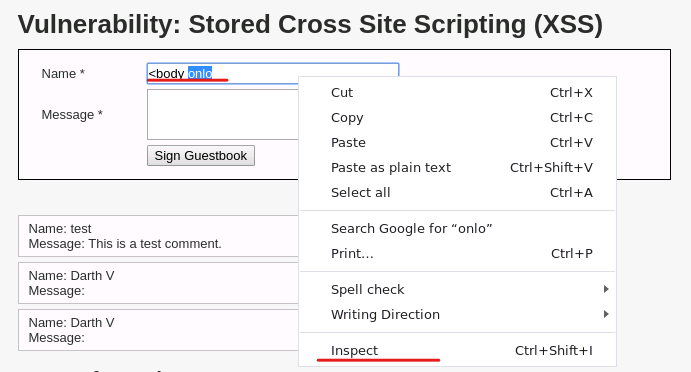 Vulnerability: Stored Cross Site Scripting (XSS)
Name * <body onlo
Message *
Sign Guestbook
Cut Ctrl+X
Copy Ctrl+C
Paste Ctrl+V
Paste as plain text Ctrl+Shift+V
Select all Ctrl+A
Search Google for “onlo”
Print... Ctrl+P
Spell check
Writing Direction
Inspect Ctrl+Shift+I
Name: test
Message: This is a test comment.
Name: Darth V
Message:
Name: Darth V
Message: